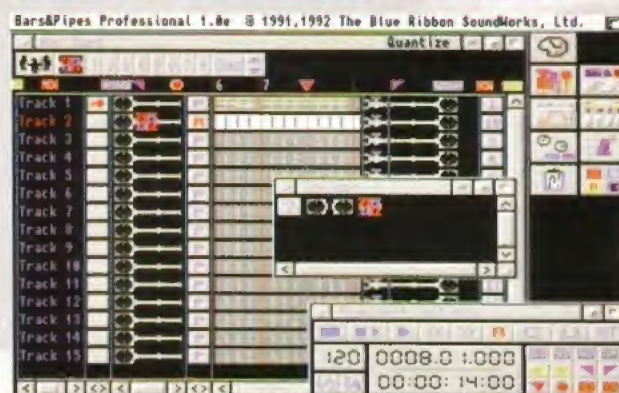 Bars&Pipes Professional 1.0e © 1991,1992 The Blue Ribbon SoundWorks, Ltd.
Quantize
6 7
Track 1
Track 2
Track 3
Track 4
Track 5
Track 6
Track 7
Track 8
Track 9
Track 10
Track 11
Track 12
Track 13
Track 14
Track 15
120 0008.01.000
00:00:14:00